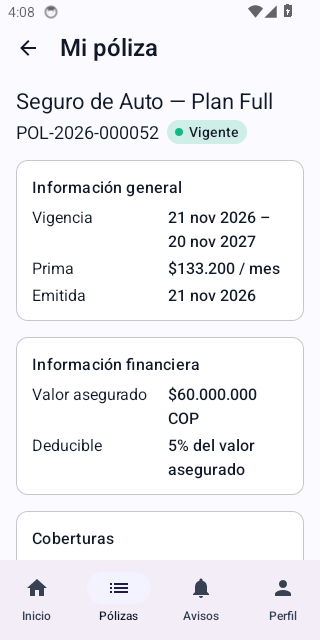 4:08
Mi póliza
Seguro de Auto — Plan Full
POL-2026-000052
Vigente
Información general
Vigencia
21 nov 2026 –
20 nov 2027
Prima
$133.200 / mes
Emitida
21 nov 2026
Información financiera
Valor asegurado
$60.000.000
COP
Deducible
5% del valor
asegurado
Coberturas
Inicio
Pólizas
Avisos
Perfil